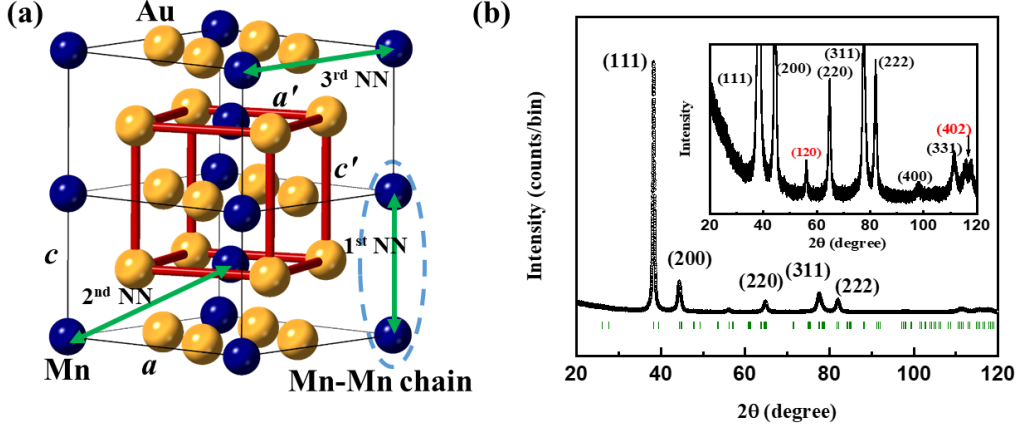 (a)
Au
3rd NN
a′
c′
1st NN
c
2nd NN
Mn
a
Mn-Mn chain
(b)
Intensity (counts/bin)
(111)
(200)
(220)
(311)
(222)
20
40
60
80
100
120
2θ (degree)
Intensity
(111)
(200)
(120)
(220)
(311)
(222)
(400)
(331)
(402)
20
40
60
80
100
120
2θ (degree)